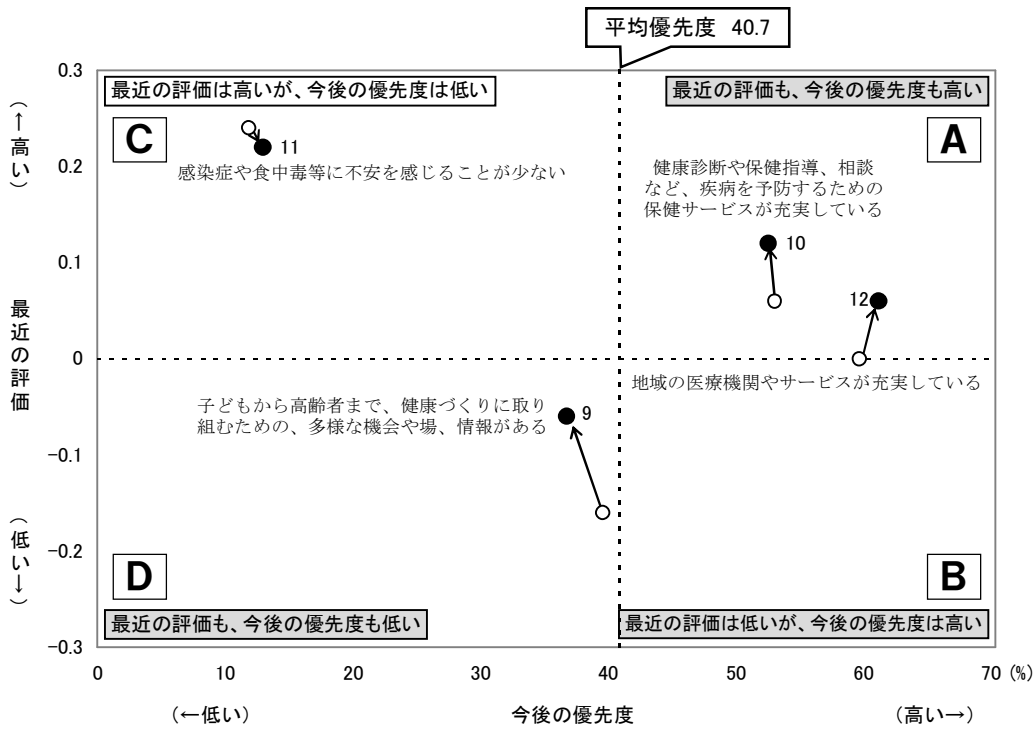 平均優先度 40.7
0.3
最近の評価は高いが、今後の優先度は低い
最近の評価も、今後の優先度も高い
C
A
(←高い)
11
感染症や食中毒等に不安を感じることが少ない
0.2
健康診断や保健指導、相談
など、疾病を予防するための
保健サービスが充実している
10
0.1
12
最近の評価
0
地域の医療機関やサービスが充実している
子どもから高齢者まで、健康づくりに取り
組むための、多様な機会や場、情報がある
9
-0.1
(低い→)
-0.2
D
B
最近の評価も、今後の優先度も低い
最近の評価は低いが、今後の優先度は高い
-0.3
0 10 20 30 40 50 60 70 (%)
(←低い) 今後の優先度 (高い→)